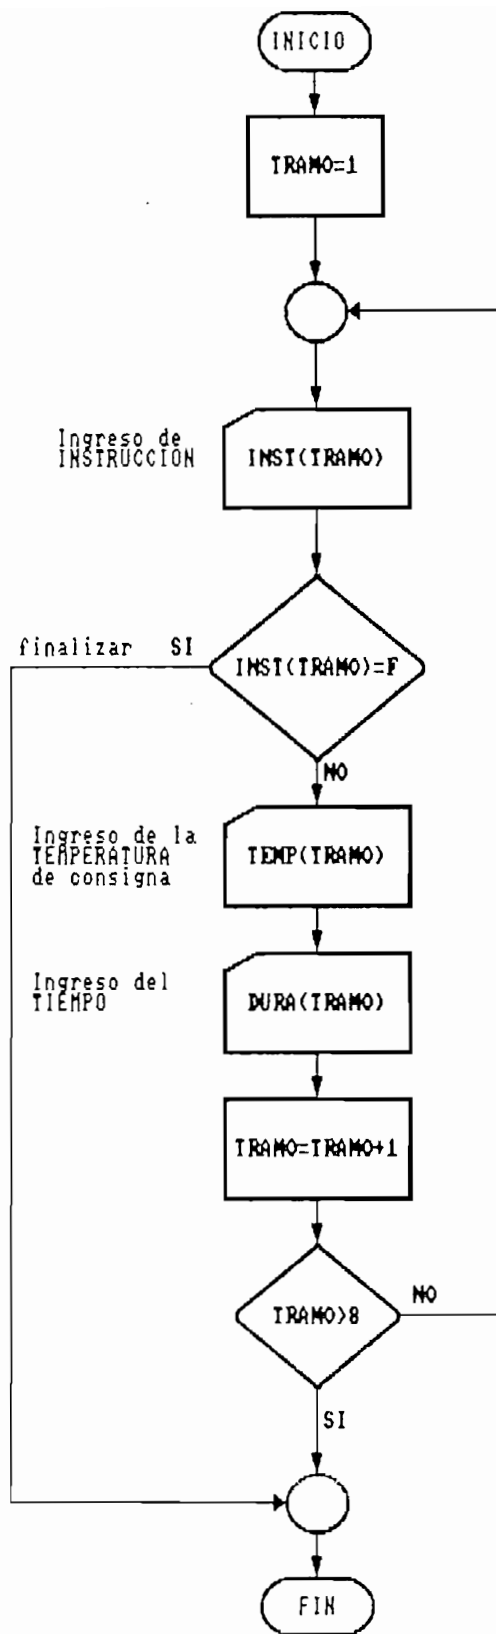 INICIO
TRAMO=1
Ingreso de
INSTRUCCION
INST(TRAMO)
finalizar SI
INST(TRAMO)=F
NO
Ingreso de la
TEMPERATURA
de consigna
TEMP(TRAMO)
Ingreso del
TIEMPO
DURA(TRAMO)
TRAMO=TRAMO+1
TRAMO>8
NO
SI
FIN